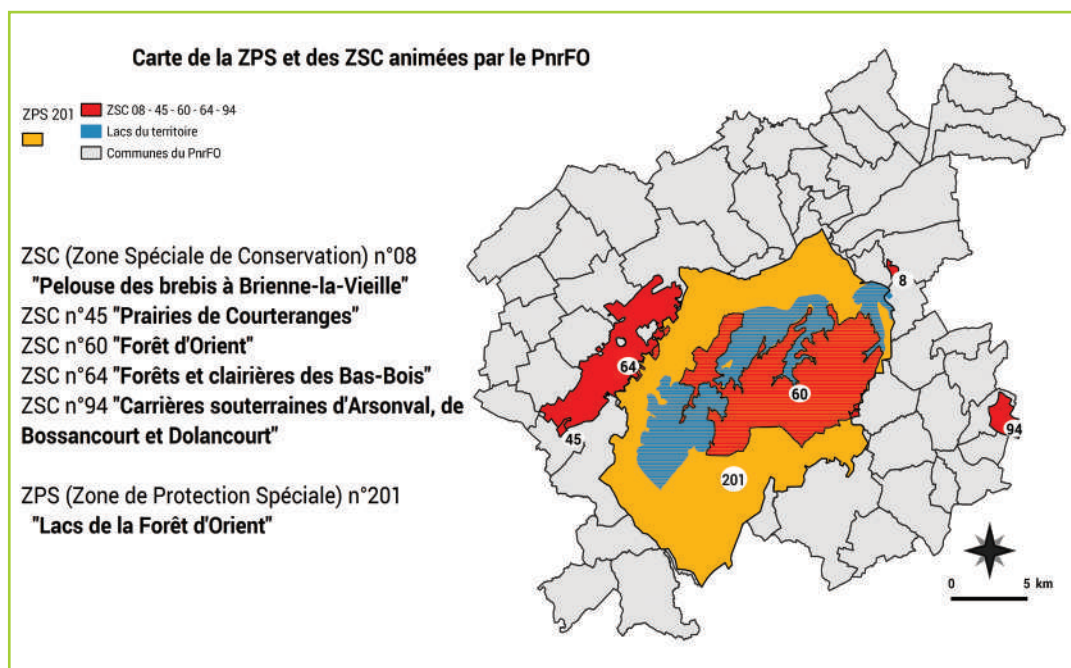 Carte de la ZPS et des ZSC animées par le PnrFO
ZPS 201
ZSC 08 - 45 - 60 - 64 - 94
Lacs du territoire
Communes du PnrFO
ZSC (Zone Spéciale de Conservation) n°08
"Pelouse des brebis à Brienne-la-Vieille"
ZSC n°45 "Prairies de Courteranges"
ZSC n°60 "Forêt d'Orient"
ZSC n°64 "Forêts et clairières des Bas-Bois"
ZSC n°94 "Carrières souterraines d'Arsonval, de
Bossancourt et Dolancourt"
ZPS (Zone de Protection Spéciale) n°201
"Lacs de la Forêt d'Orient"
8
64
60
94
45
201
0 5 km